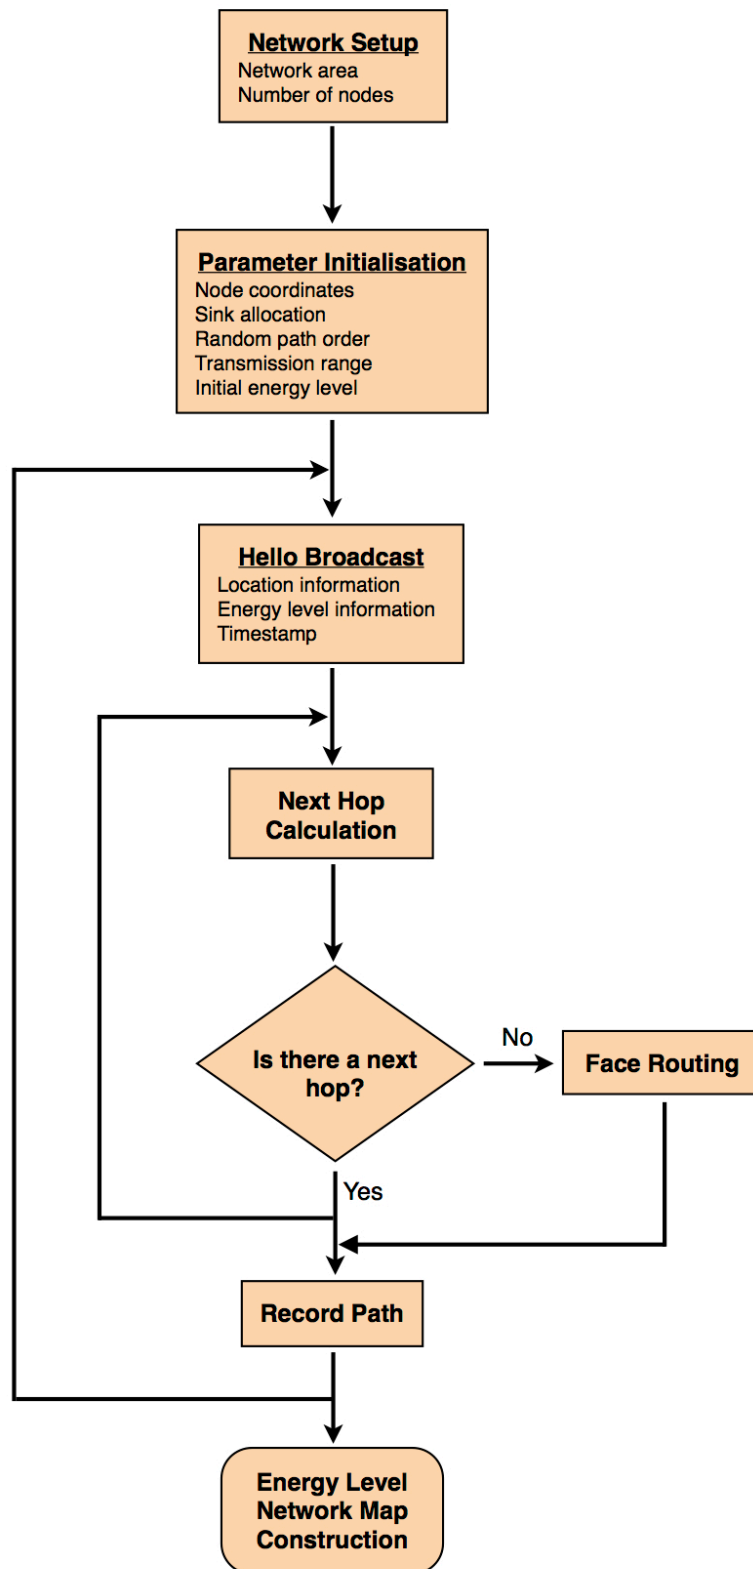 Network Setup
Network area
Number of nodes
Parameter Initialisation
Node coordinates
Sink allocation
Random path order
Transmission range
Initial energy level
Hello Broadcast
Location information
Energy level information
Timestamp
Next Hop
Calculation
Is there a next
hop?
No
Face Routing
Yes
Record Path
Energy Level
Network Map
Construction